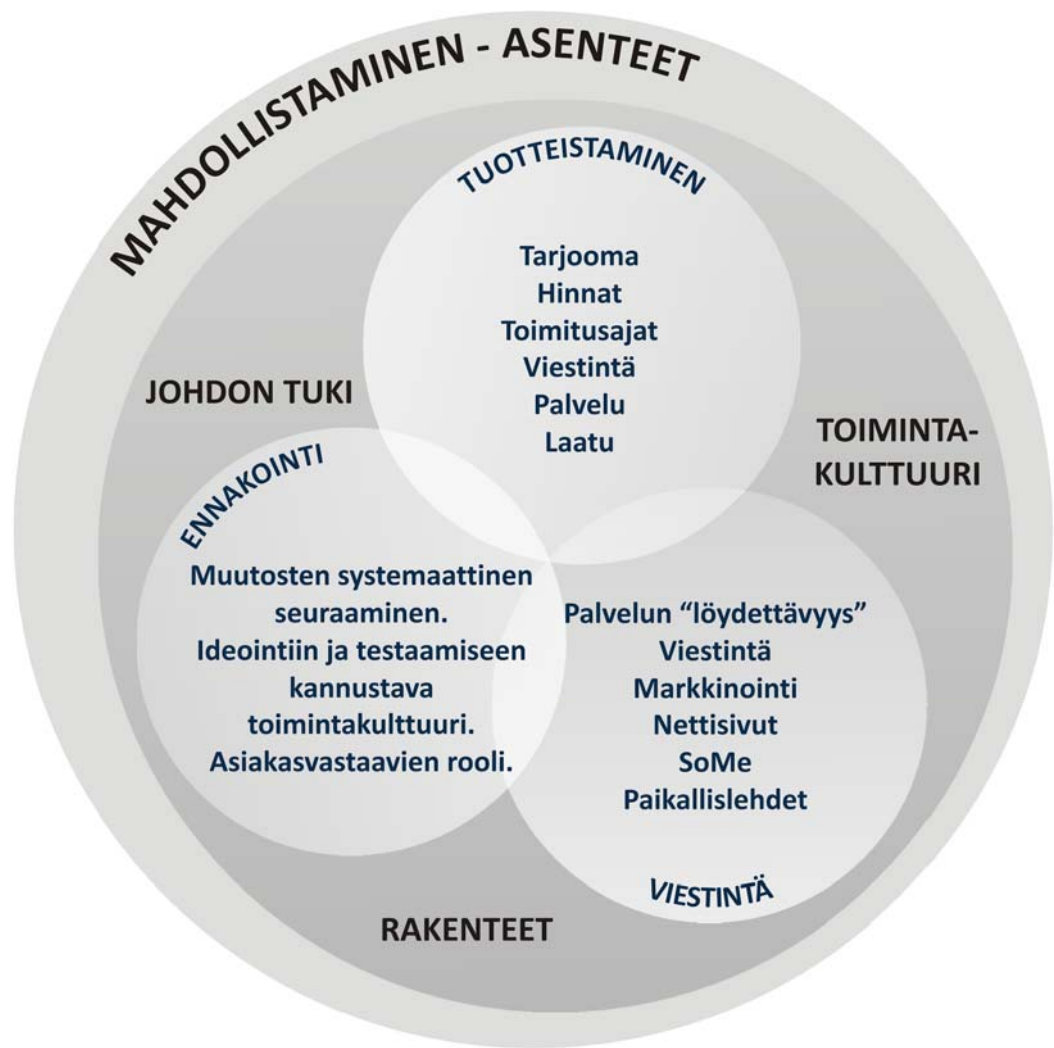 MAHDOLLISTAMINEN - ASENTEET
TUOTTEISTAMINEN
Tarjooma
Hinnat
Toimitusajat
Viestintä
Palvelu
Laatu
JOHDON TUKI
TOIMINTA-
KULTTUURI
ENNAKOINTI
Muutosten systemaattinen
seuraaminen.
Ideointiin ja testaamiseen
kannustava
toimintakulttuuri.
Asiakasvastaavien rooli.
Palvelun “löydettävyys”
Viestintä
Markkinointi
Nettisivut
SoMe
Paikallislehdet
VIESTINTÄ
RAKENTEET